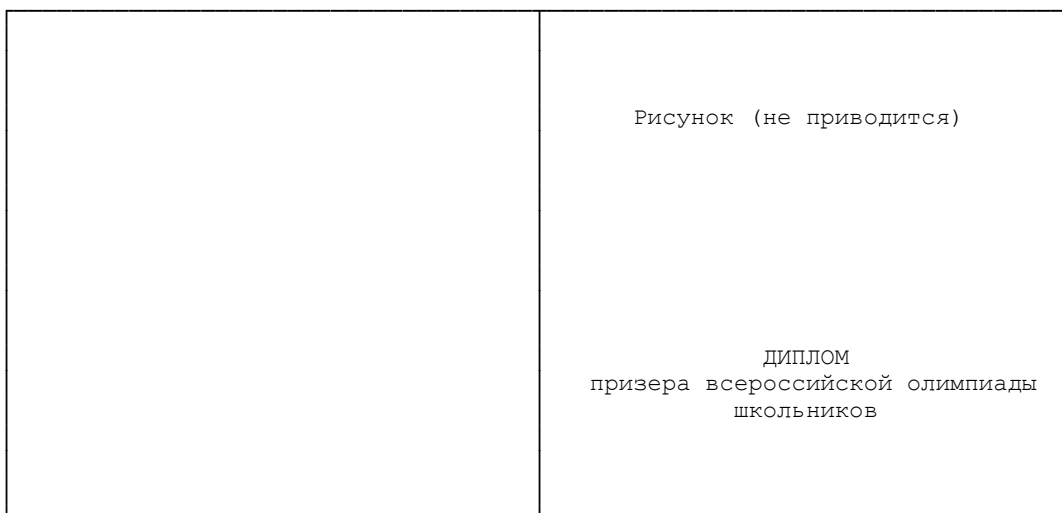 Рисунок (не приводится)
ДИПЛОМ
призера всероссийской олимпиады
школьников